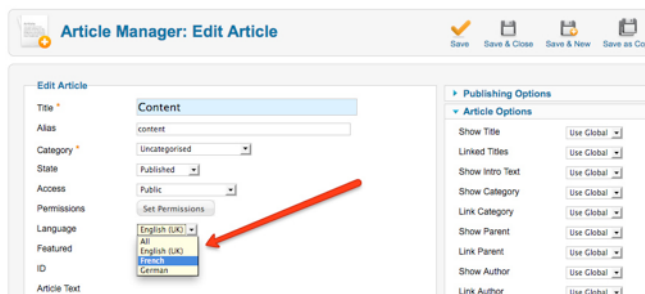 Article Manager: Edit Article
Save
Save & Close
Save & New
Save as Co
Edit Article
Title *
Content
Alias
content
Category *
Uncategorised
State
Published
Access
Public
Permissions
Set Permissions
Language
English (UK)
All
English (UK)
French
German
Featured
ID
Article Text
Publishing Options
Article Options
Show Title
Use Global
Linked Titles
Use Global
Show Intro Text
Use Global
Show Category
Use Global
Link Category
Use Global
Show Parent
Use Global
Link Parent
Use Global
Show Author
Use Global
Link Author
Use Global